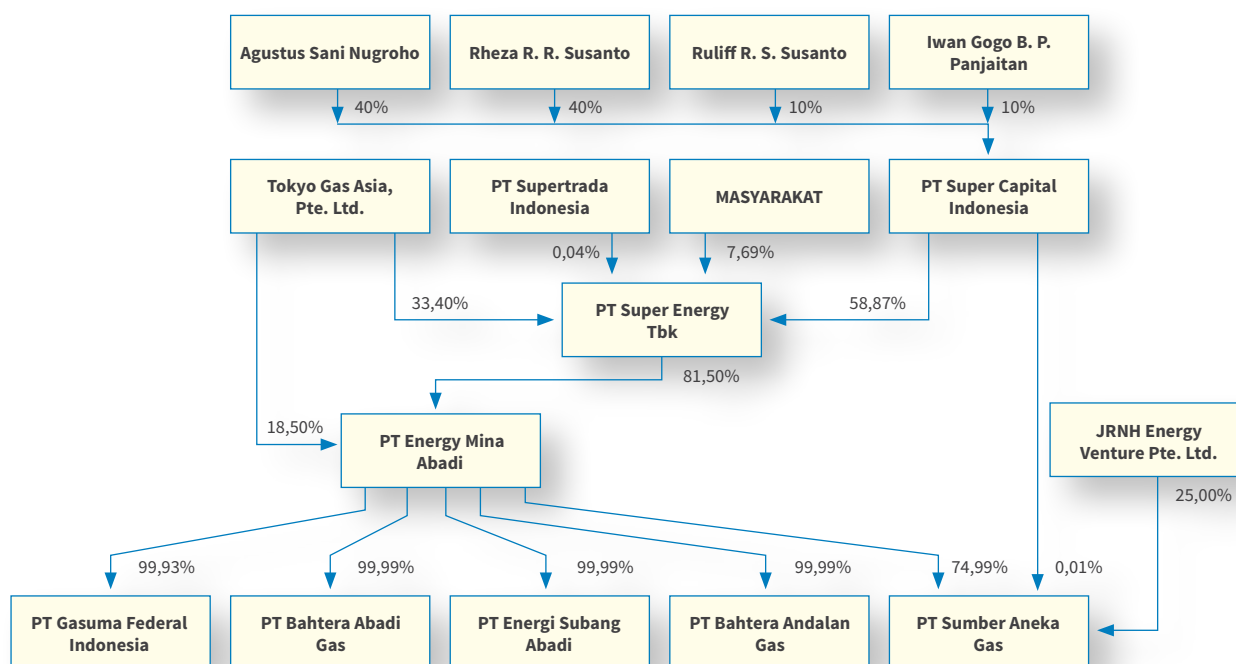 Agustus Sani Nugroho
Rheza R. R. Susanto
Ruliff R. S. Susanto
Iwan Gogo B. P.
Panjaitan
40%
40%
10%
10%
Tokyo Gas Asia,
Pte. Ltd.
PT Supertrada
Indonesia
MASYARAKAT
PT Super Capital
Indonesia
0,04%
7,69%
33,40%
PT Super Energy
Tbk
58,87%
81,50%
18,50%
PT Energy Mina
Abadi
JRNH Energy
Venture Pte. Ltd.
25,00%
99,93%
99,99%
99,99%
99,99%
74,99%
0,01%
PT Gasuma Federal
Indonesia
PT Bahtera Abadi
Gas
PT Energi Subang
Abadi
PT Bahtera Andalan
Gas
PT Sumber Aneka
Gas